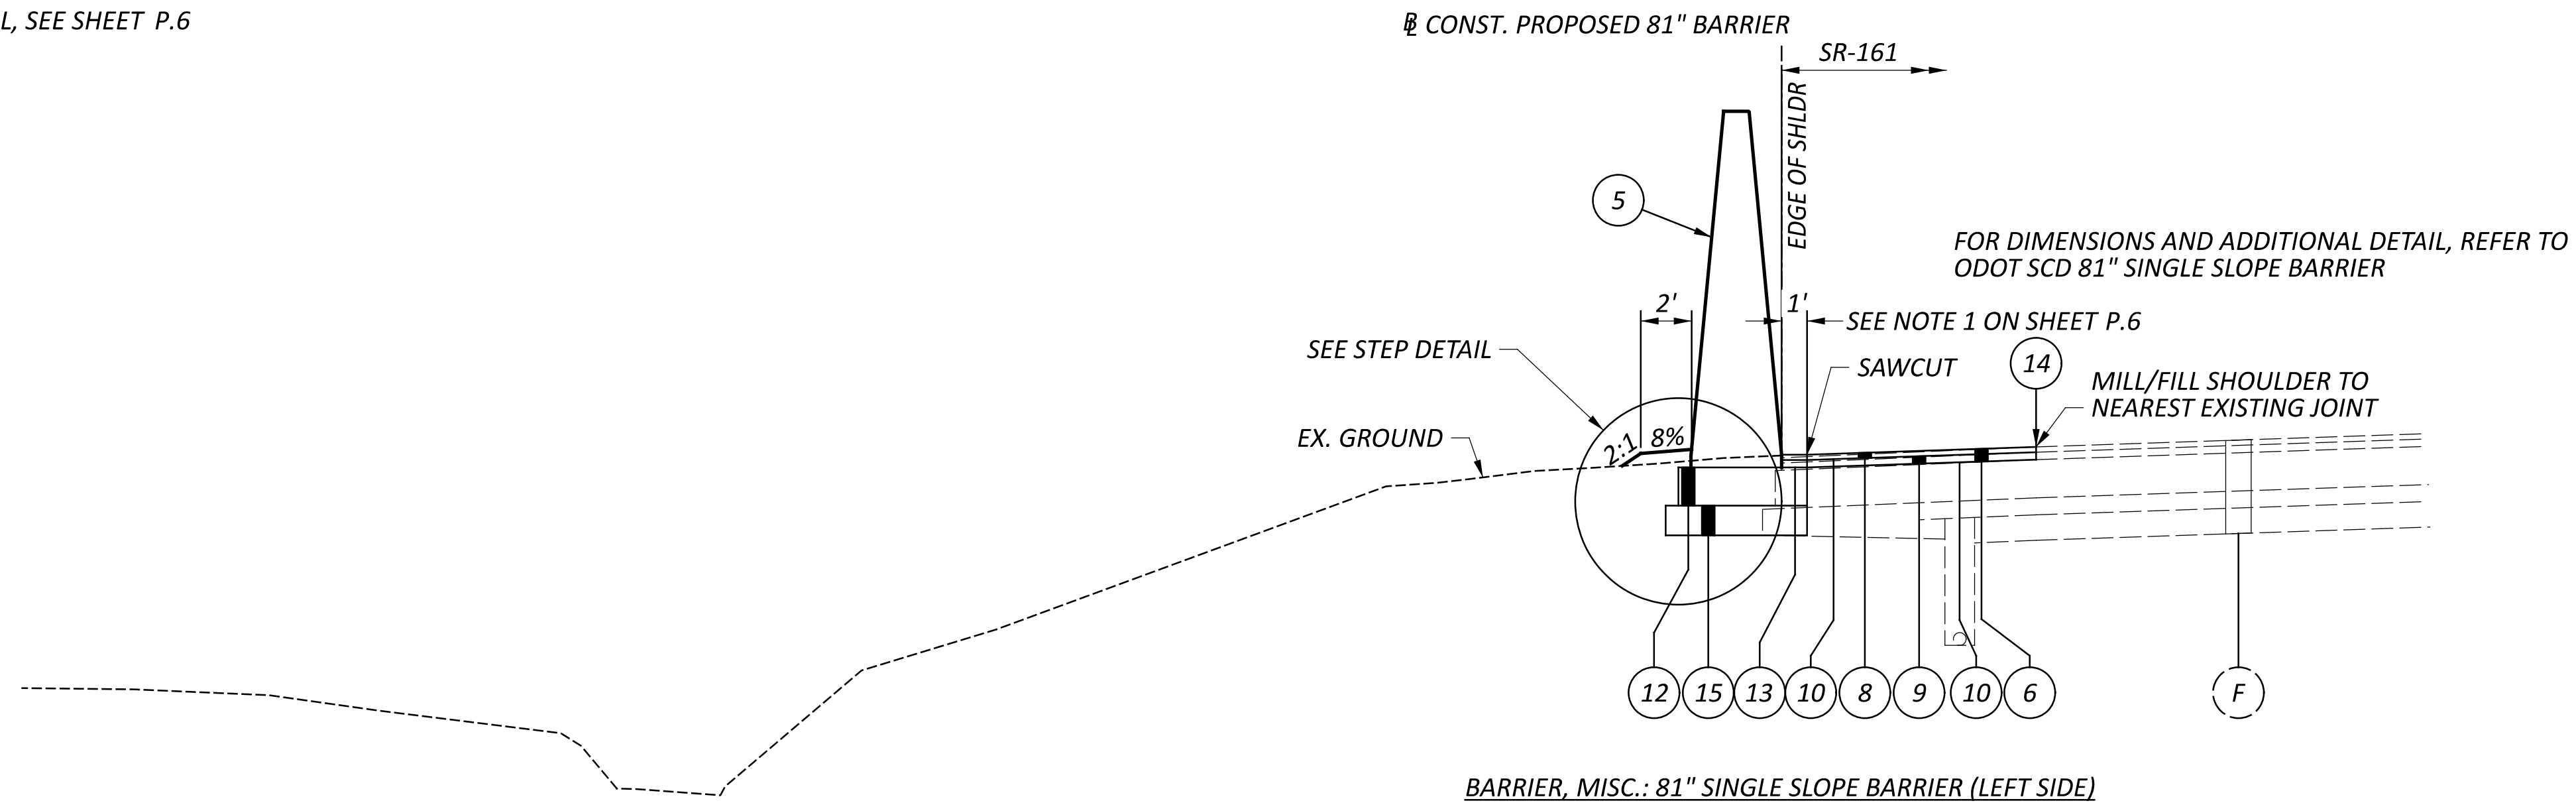 L, SEE SHEET P.6
BL CONST. PROPOSED 81" BARRIER
SR-161
EDGE OF SHLDR
5
FOR DIMENSIONS AND ADDITIONAL DETAIL, REFER TO
ODOT SCD 81" SINGLE SLOPE BARRIER
2'
1'
SEE NOTE 1 ON SHEET P.6
SEE STEP DETAIL
SAWCUT
14
MILL/FILL SHOULDER TO
NEAREST EXISTING JOINT
EX. GROUND
2:1
8%
12
15
13
10
8
9
10
6
F
BARRIER, MISC.: 81" SINGLE SLOPE BARRIER (LEFT SIDE)